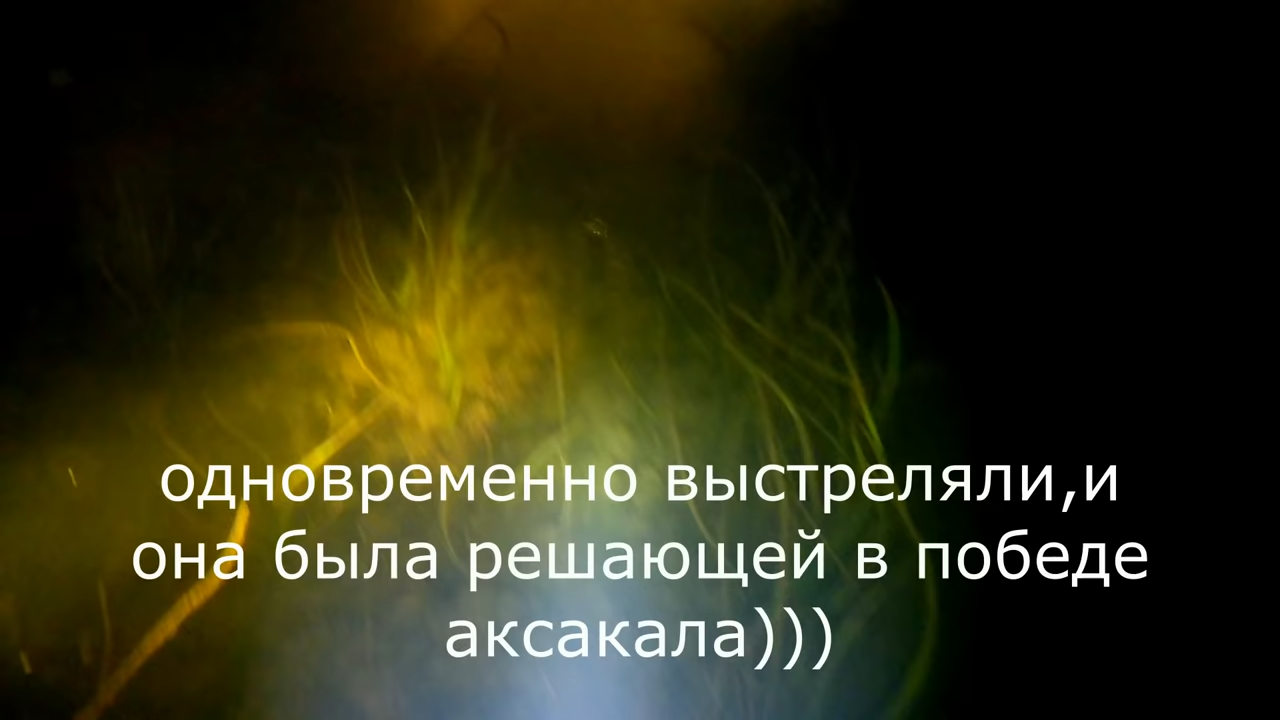 одновременно выстреляли,и
она была решающей в победе
аксакала)))